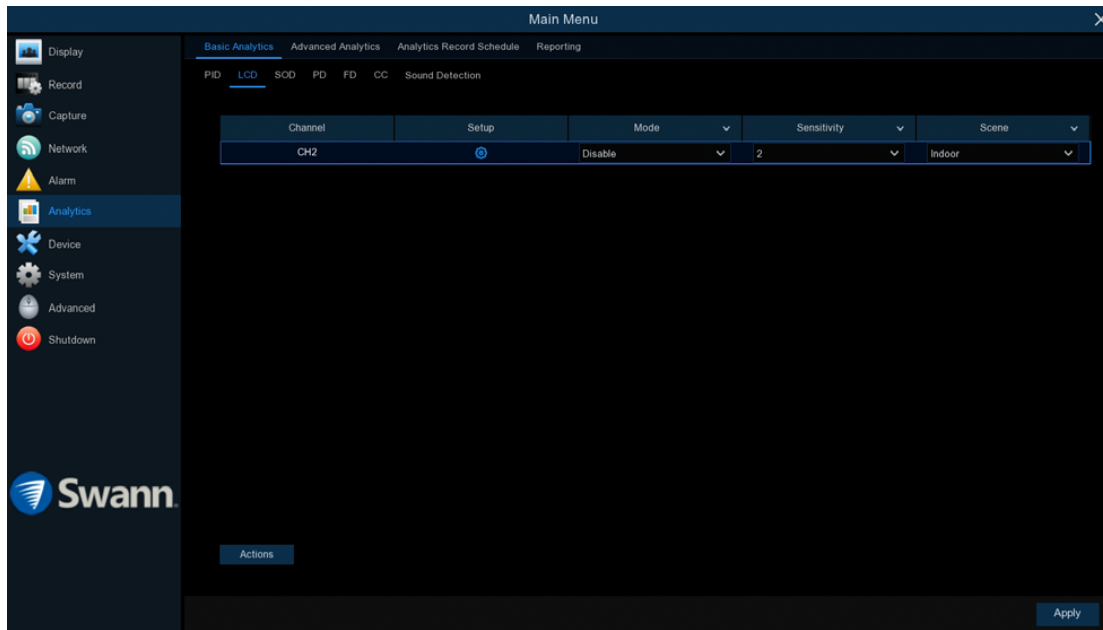 Main Menu
X
Display
Record
Capture
Network
Alarm
Analytics
Device
System
Advanced
Shutdown
Swann.
Basic Analytics Advanced Analytics Analytics Record Schedule Reporting
PID LCD SOD PD FD CC Sound Detection
Channel Setup Mode Sensitivity Scene
CH2 Disable 2 Indoor
Actions
Apply